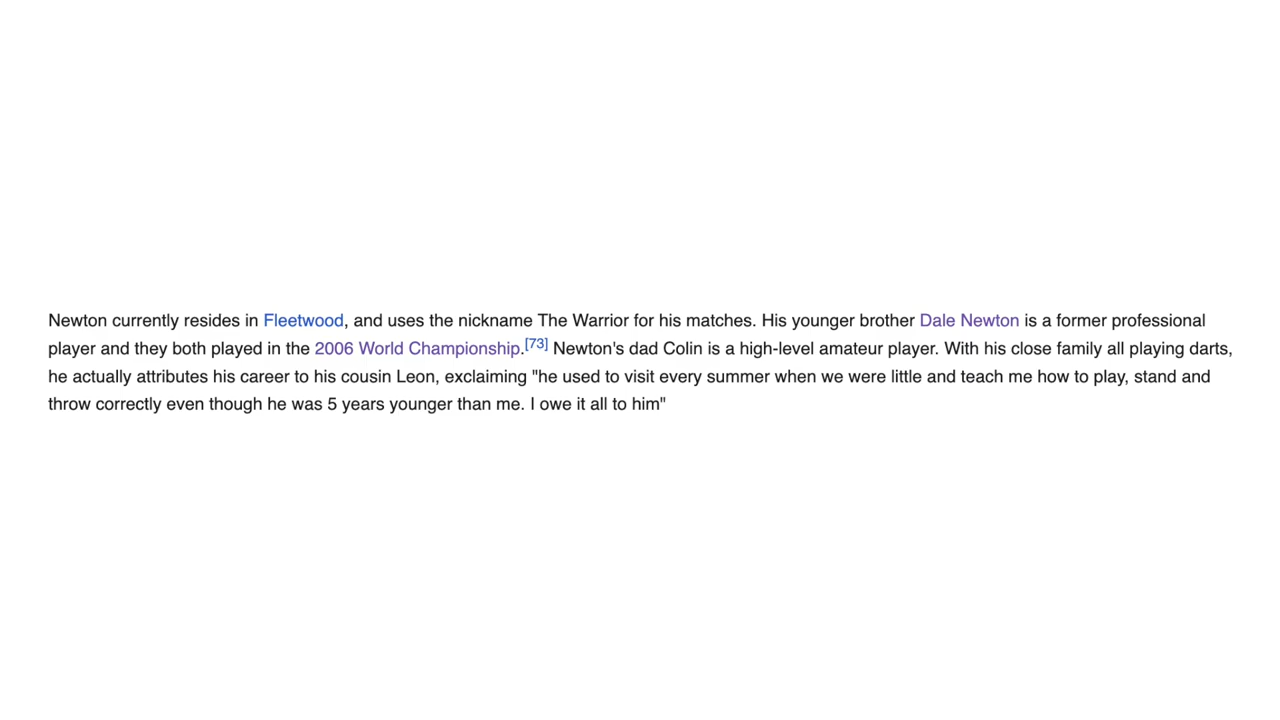 Newton currently resides in Fleetwood, and uses the nickname The Warrior for his matches. His younger brother Dale Newton is a former professional
player and they both played in the 2006 World Championship.[73] Newton's dad Colin is a high-level amateur player. With his close family all playing darts,
he actually attributes his career to his cousin Leon, exclaiming "he used to visit every summer when we were little and teach me how to play, stand and
throw correctly even though he was 5 years younger than me. I owe it all to him"